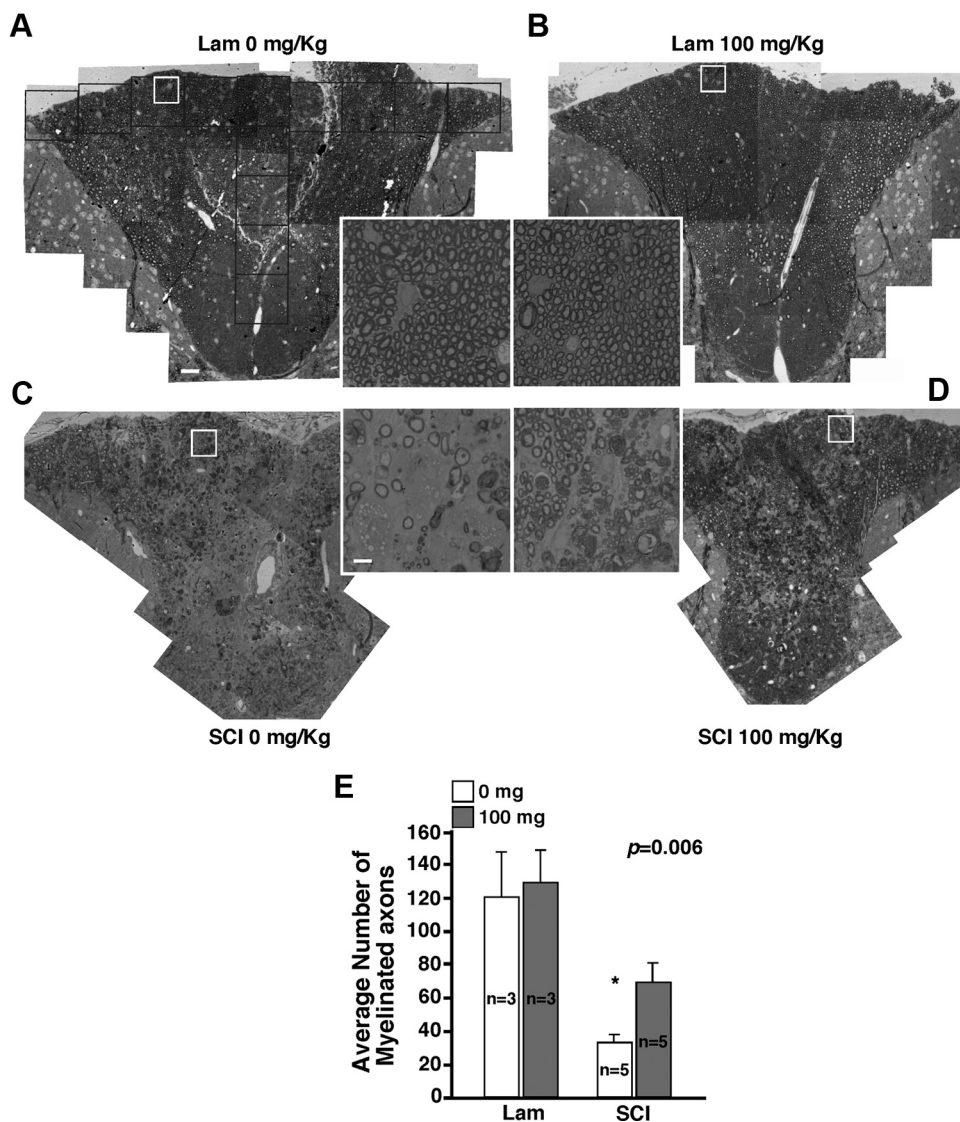 A
Lam 0 mg/Kg
B
Lam 100 mg/Kg
C
D
SCI 0 mg/Kg
SCI 100 mg/Kg
E
0 mg
100 mg
p=0.006
Average Number of
Myelinated axons
160
140
120
100
80
60
40
20
0
*
n=3
n=3
n=5
n=5
Lam
SCI